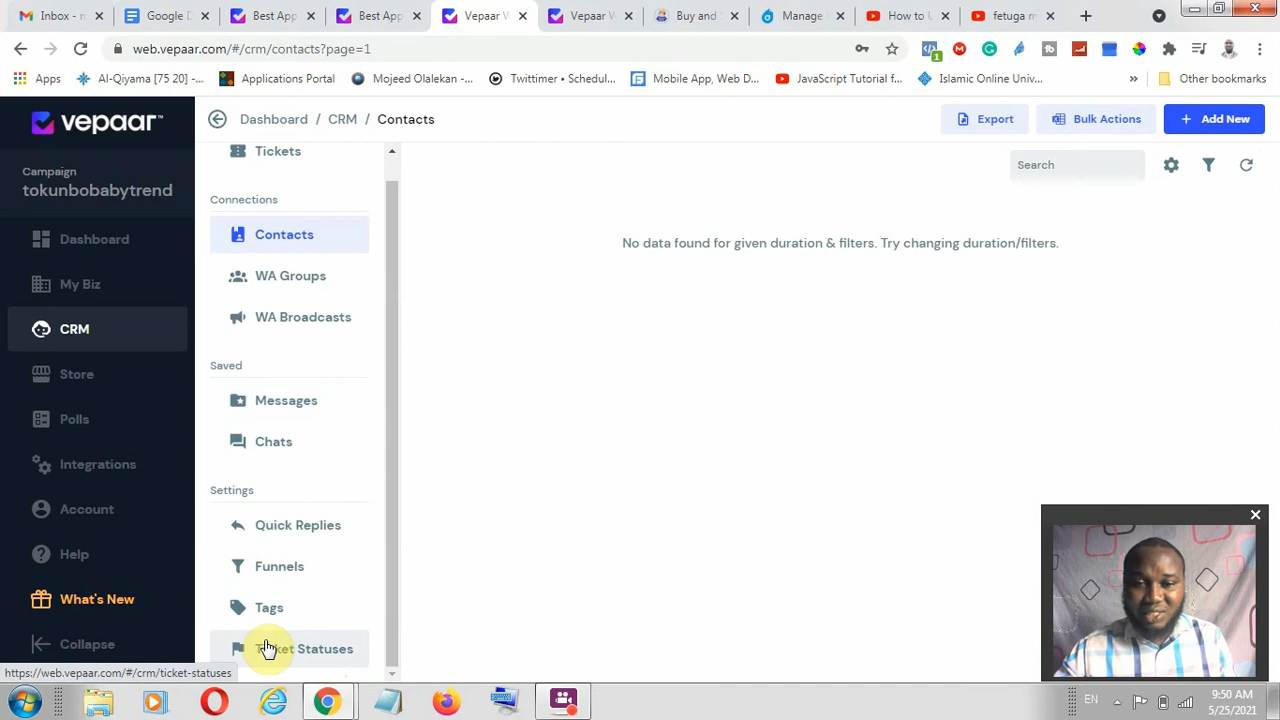 Inbox - m
Google D
Best App
Best App
Vepaar W
Vepaar W
Buy and S
Manage
How to U
fetuga m
web.vepaar.com/#/crm/contacts?page=1
1
Apps
Al-Qiyama [75 20] -...
Applications Portal
Mojeed Olalekan -...
Twittimer • Schedul...
Mobile App, Web D...
JavaScript Tutorial f...
Islamic Online Univ...
»
Other bookmarks
vepaar™
Dashboard / CRM / Contacts
Export
Bulk Actions
+ Add New
Campaign
tokunbobabytrend
Dashboard
My Biz
CRM
Store
Polls
Integrations
Account
Help
What's New
Collapse
Tickets
Connections
Contacts
WA Groups
WA Broadcasts
Saved
Messages
Chats
Settings
Quick Replies
Funnels
Tags
Ticket Statuses
Search
No data found for given duration & filters. Try changing duration/filters.
https://web.vepaar.com/#/crm/ticket-statuses
EN
9:50 AM
5/25/2021